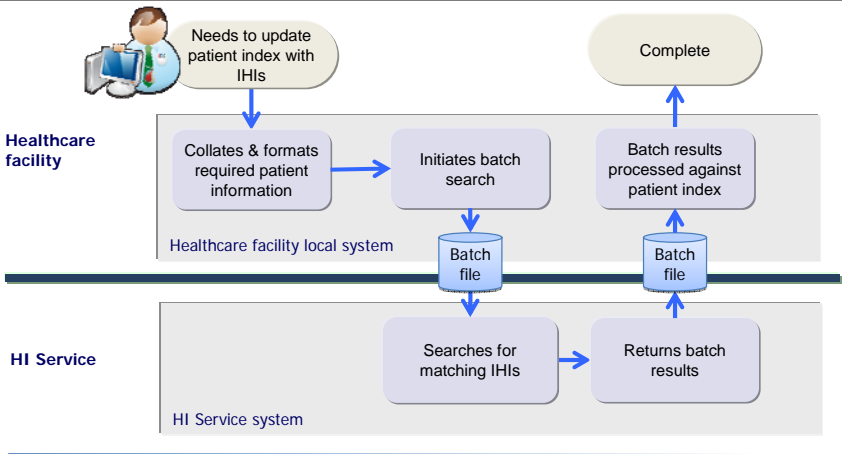 Needs to update
patient index with
IHIs
Complete
Healthcare
facility
Collates & formats
required patient
information
Initiates batch
search
Batch results
processed against
patient index
Healthcare facility local system
Batch
file
Batch
file
HI Service
Searches for
matching IHIs
Returns batch
results
HI Service system